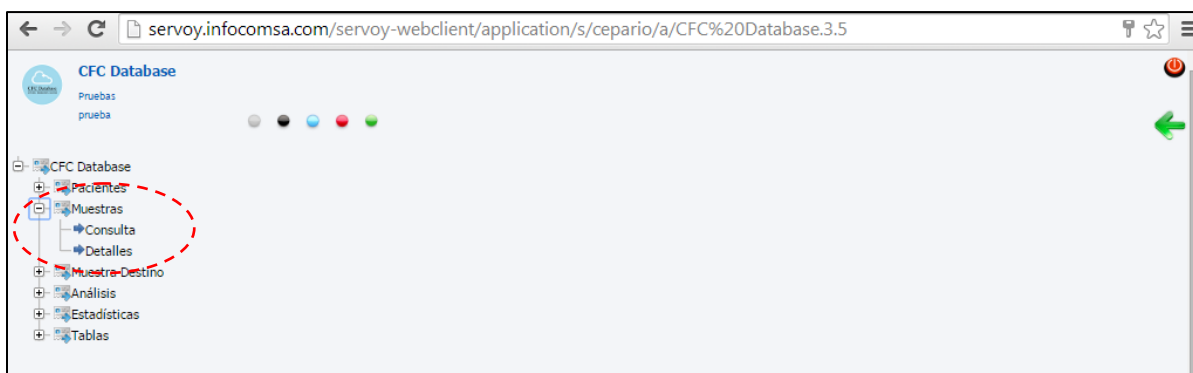 servoy.infocomsa.com/servoy-webclient/application/s/cepario/a/CFC%20Database.3.5
CFC Database
Pruebas
prueba
CFC Database
Pacientes
Muestras
Consulta
Detalles
Muestra Destino
Análisis
Estadísticas
Tablas